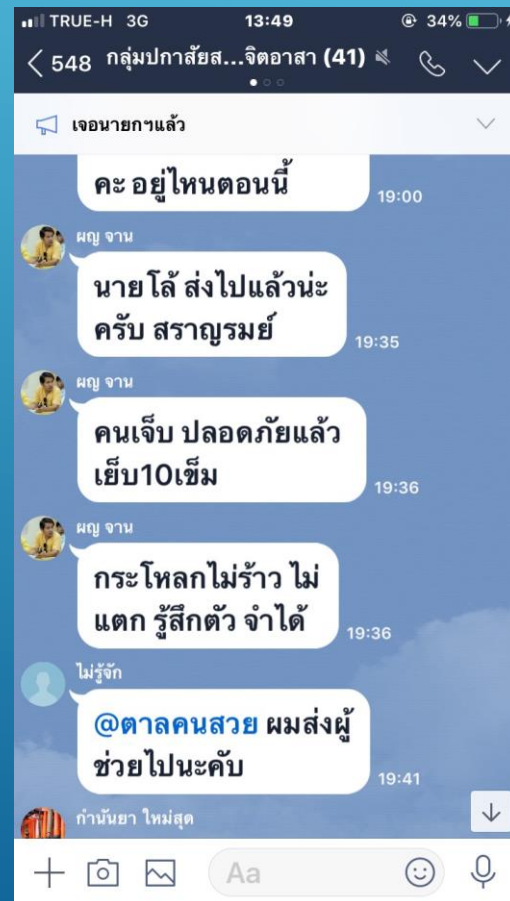 TRUE-H 3G 13:49 34%
548 กลุ่มปกาสัยส...จิตอาสา (41)
เจอนายกฯแล้ว
คะ อยู่ไหนตอนนี้
19:00
ผญ จาน
นายโล้ ส่งไปแล้วน่ะ
ครับ สราญรมย์
19:35
ผญ จาน
คนเจ็บ ปลอดภัยแล้ว
เย็บ10เข็ม
19:36
ผญ จาน
กระโหลกไม่ร้าว ไม่
แตก รู้สึกตัว จำได้
19:36
ไม่รู้จัก
@ตาลคนสวย ผมส่งผู้
ช่วยไปนะคับ
19:41
กำนันยา ใหม่สุด
Aa